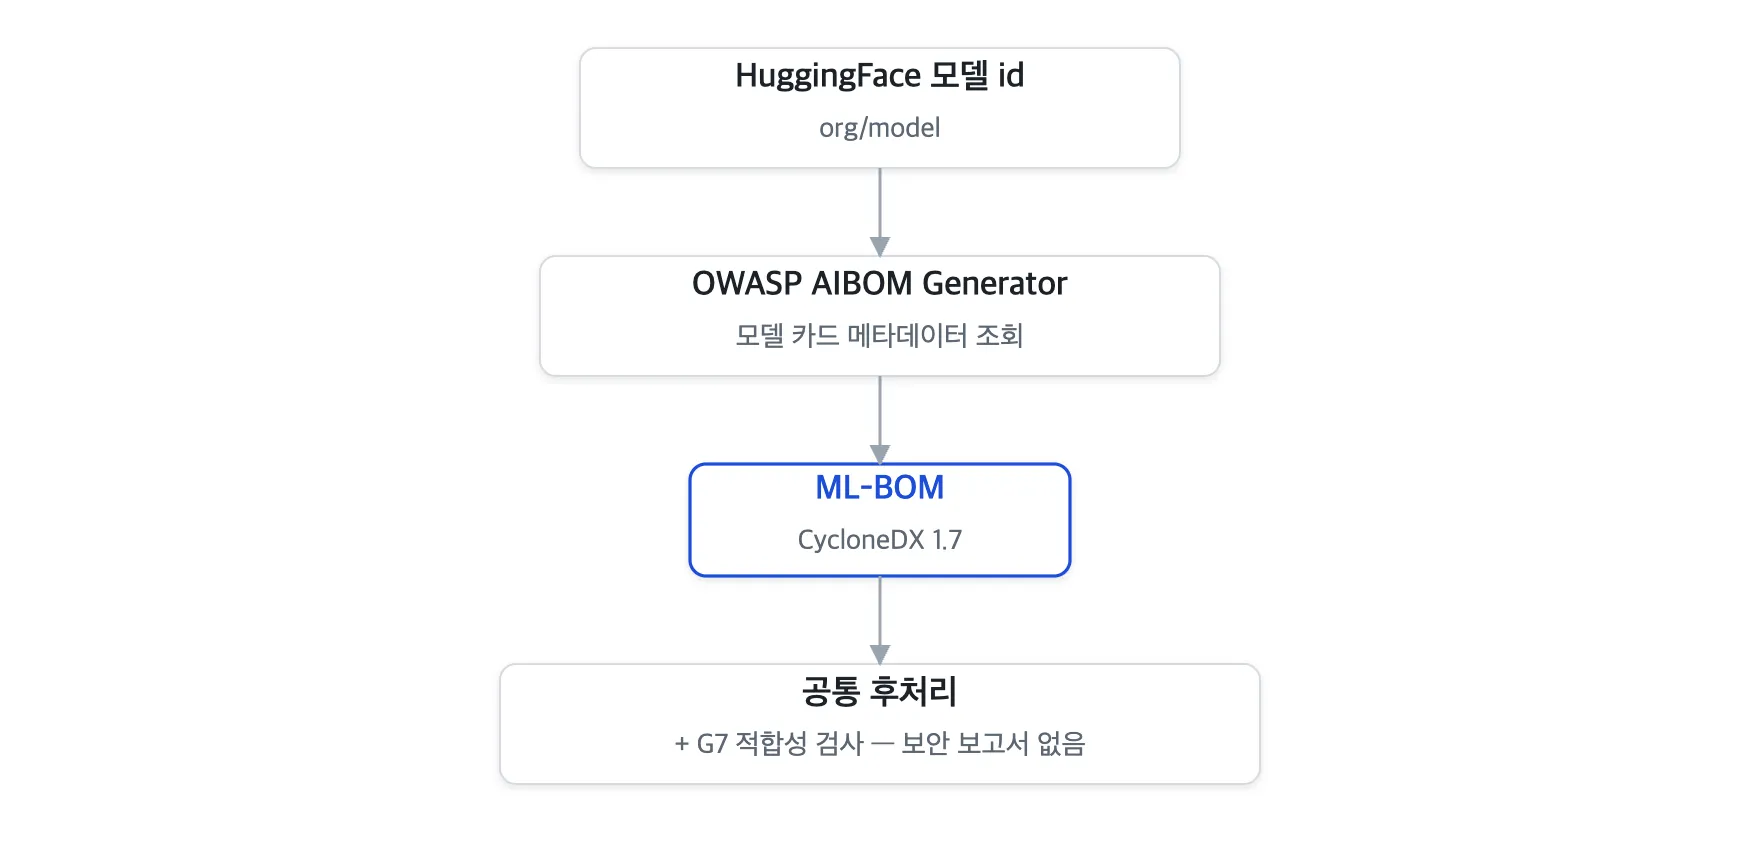 HuggingFace 모델 id
org/model
OWASP AIBOM Generator
모델 카드 메타데이터 조회
ML-BOM
CycloneDX 1.7
공통 후처리
+ G7 적합성 검사 — 보안 보고서 없음